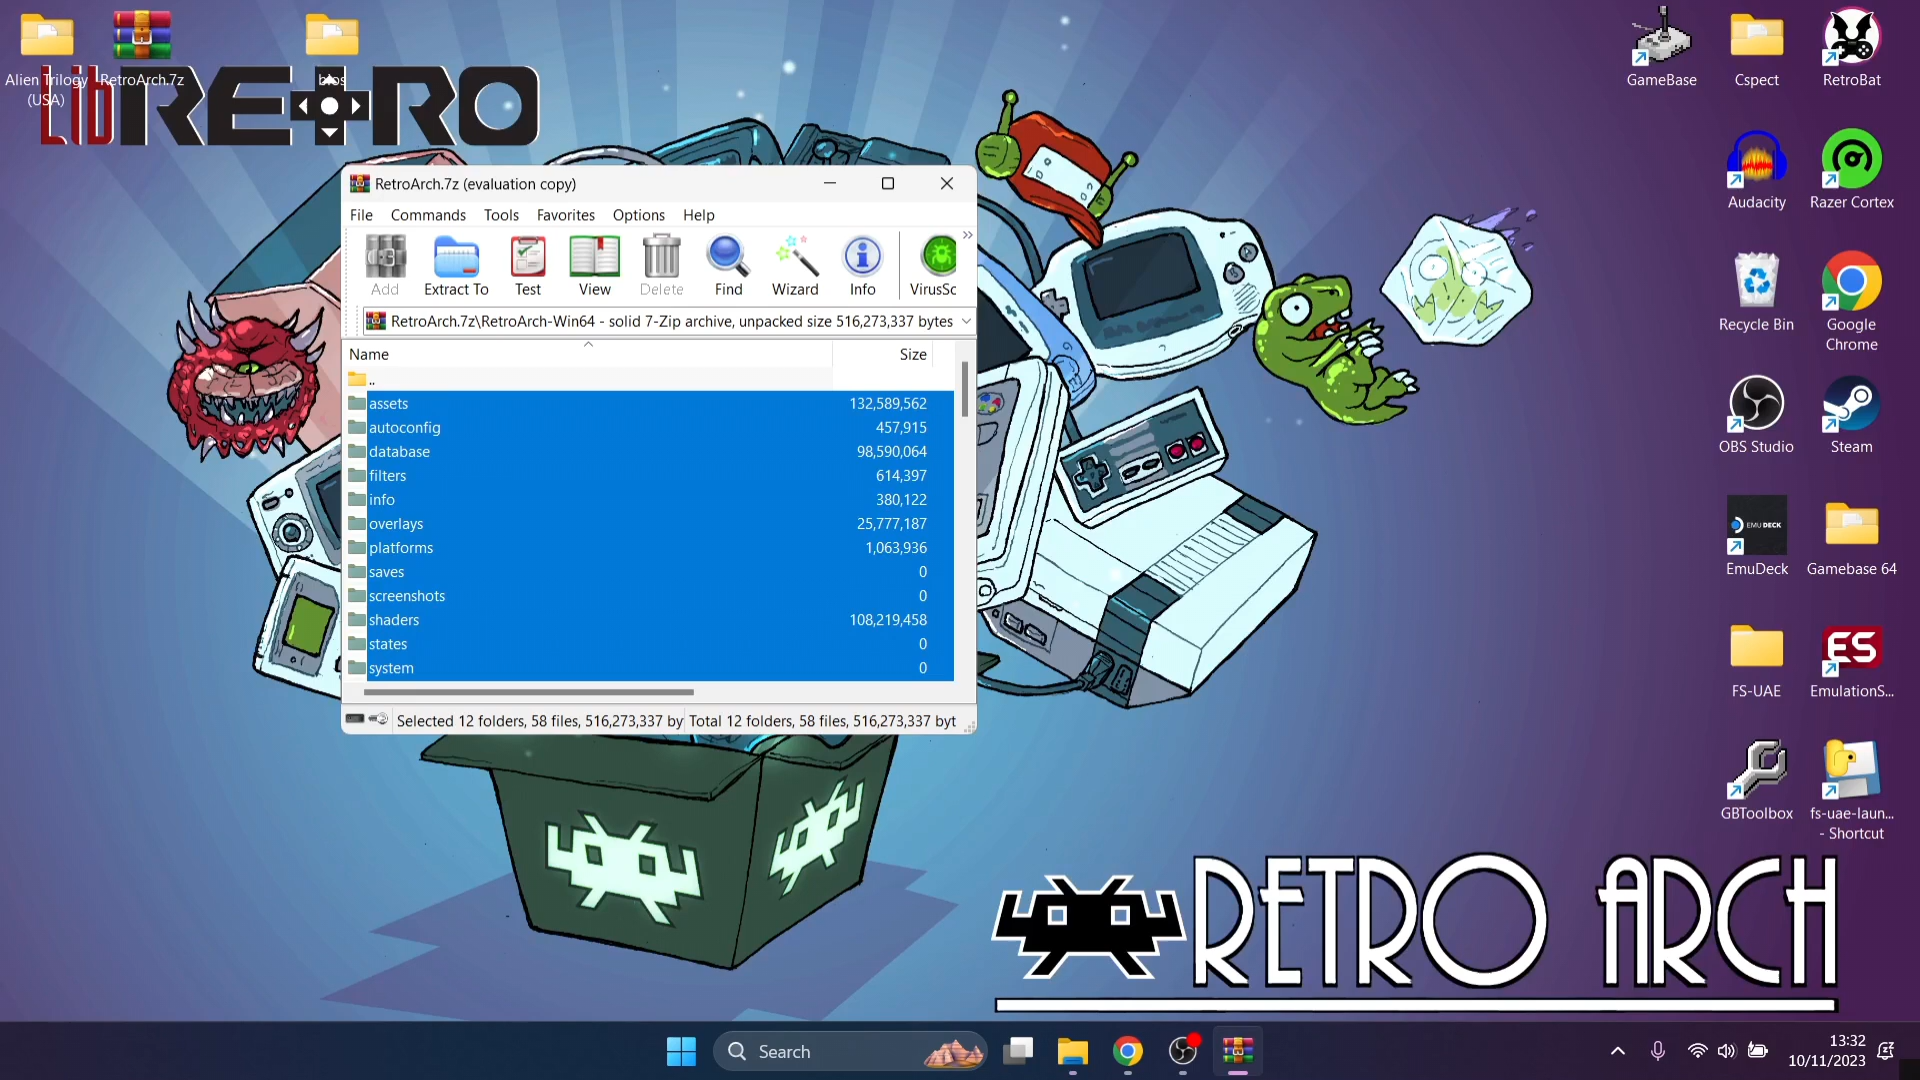 Alien Trilogy
(USA)
RetroArch.7z
bios
LibRETRO
GameBase
Cspect
RetroBat
Audacity
Razer Cortex
Recycle Bin
Google
Chrome
OBS Studio
Steam
EMU DECK
EmuDeck
Gamebase 64
FS-UAE
ES
EmulationS...
GBToolbox
fs-uae-laun...
- Shortcut
RetroArch.7z (evaluation copy)
File Commands Tools Favorites Options Help
Add Extract To Test View Delete Find Wizard Info VirusSc
RetroArch.7z\RetroArch-Win64 - solid 7-Zip archive, unpacked size 516,273,337 bytes
Name Size
..
assets 132,589,562
autoconfig 457,915
database 98,590,064
filters 614,397
info 380,122
overlays 25,777,187
platforms 1,063,936
saves 0
screenshots 0
shaders 108,219,458
states 0
system 0
Selected 12 folders, 58 files, 516,273,337 by Total 12 folders, 58 files, 516,273,337 byt
RETRO ARCH
Search
13:32
10/11/2023